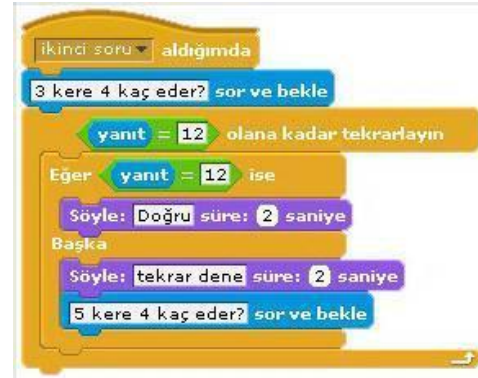 ikinci soru aldığımda
3 kere 4 kaç eder? sor ve bekle
yanıt = 12 olana kadar tekrarlayın
Eğer yanıt = 12 ise
Söyle: Doğru süre: 2 saniye
Başka
Söyle: tekrar dene süre: 2 saniye
5 kere 4 kaç eder? sor ve bekle